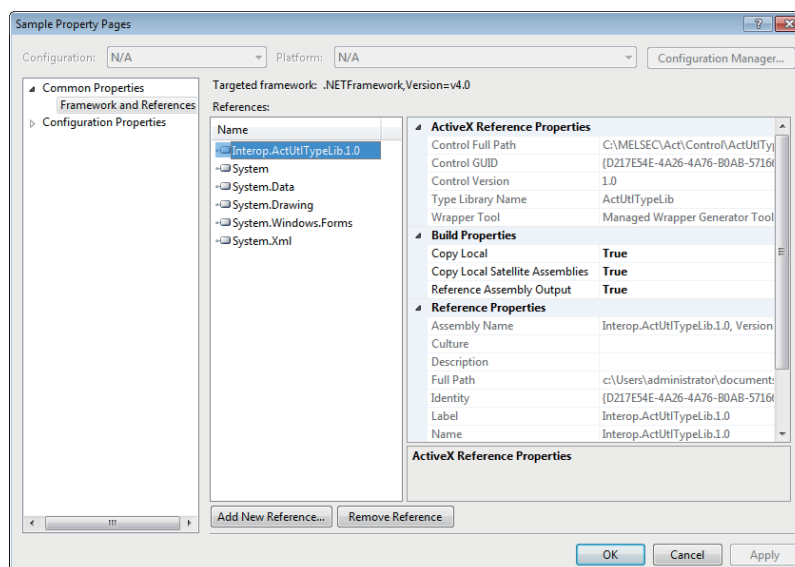 Sample Property Pages
Configuration: N/A Platform: N/A Configuration Manager...
Common Properties
Framework and References
Configuration Properties
Targeted framework: .NETFramework,Version=v4.0
References:
Name
Interop.ActUtlTypeLib.1.0
System
System.Data
System.Drawing
System.Windows.Forms
System.Xml
ActiveX Reference Properties
Control Full Path C:\MELSEC\Act\Control\ActUtlTy
Control GUID {D217E54E-4A26-4A76-B0AB-5716
Control Version 1.0
Type Library Name ActUtlTypeLib
Wrapper Tool Managed Wrapper Generator Tool
Build Properties
Copy Local True
Copy Local Satellite Assemblies True
Reference Assembly Output True
Reference Properties
Assembly Name Interop.ActUtlTypeLib.1.0, Version
Culture
Description
Full Path c:\Users\administrator\documents
Identity {D217E54E-4A26-4A76-B0AB-5716
Label Interop.ActUtlTypeLib.1.0
Name Interop.ActUtlTypeLib.1.0
ActiveX Reference Properties
Add New Reference... Remove Reference
OK Cancel Apply